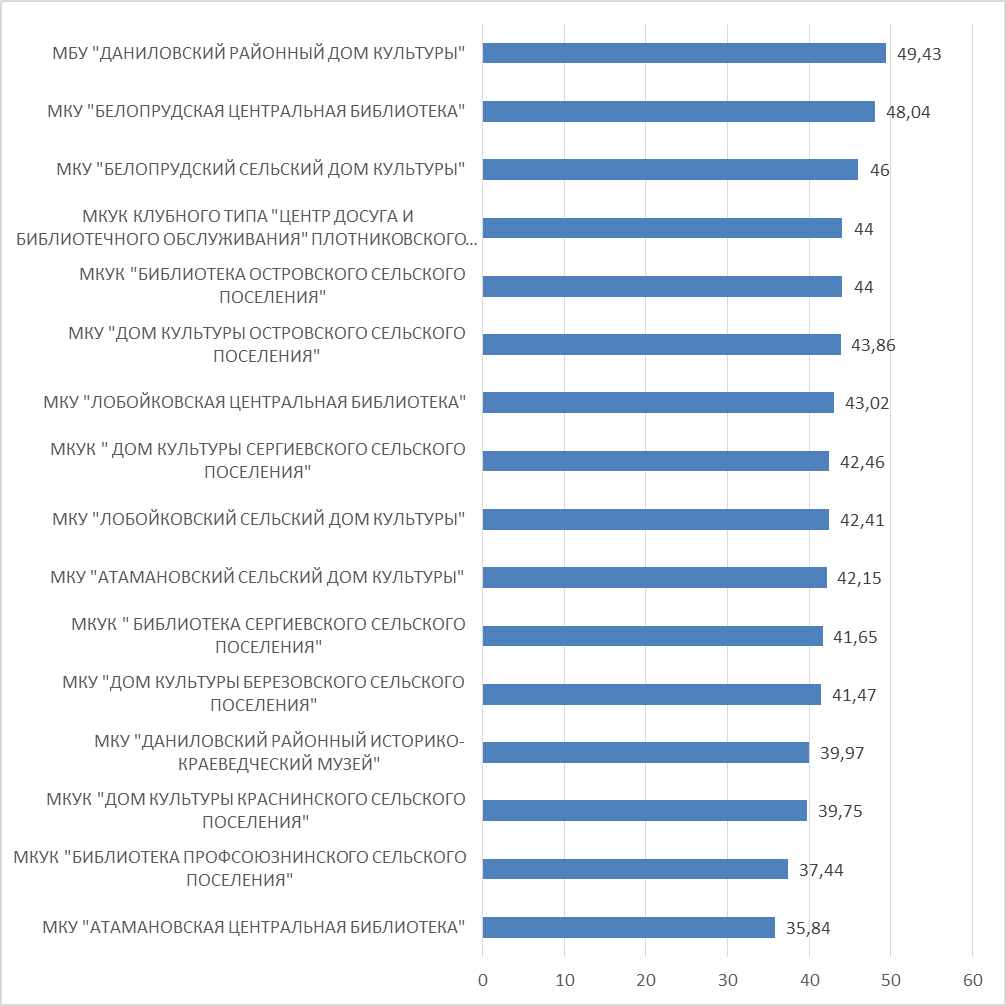 МБУ "ДАНИЛОВСКИЙ РАЙОННЫЙ ДОМ КУЛЬТУРЫ"
49,43
МКУ "БЕЛОПРУДСКАЯ ЦЕНТРАЛЬНАЯ БИБЛИОТЕКА"
48,04
МКУ "БЕЛОПРУДСКИЙ СЕЛЬСКИЙ ДОМ КУЛЬТУРЫ"
46
МКУК КЛУБНОГО ТИПА "ЦЕНТР ДОСУГА И
БИБЛИОТЕЧНОГО ОБСЛУЖИВАНИЯ" ПЛОТНИКОВСКОГО...
44
МКУК "БИБЛИОТЕКА ОСТРОВСКОГО СЕЛЬСКОГО
ПОСЕЛЕНИЯ"
44
МКУ "ДОМ КУЛЬТУРЫ ОСТРОВСКОГО СЕЛЬСКОГО
ПОСЕЛЕНИЯ"
43,86
МКУ "ЛОБОЙКОВСКАЯ ЦЕНТРАЛЬНАЯ БИБЛИОТЕКА"
43,02
МКУК " ДОМ КУЛЬТУРЫ СЕРГИЕВСКОГО СЕЛЬСКОГО
ПОСЕЛЕНИЯ"
42,46
МКУ "ЛОБОЙКОВСКИЙ СЕЛЬСКИЙ ДОМ КУЛЬТУРЫ"
42,41
МКУ "АТАМАНОВСКИЙ СЕЛЬСКИЙ ДОМ КУЛЬТУРЫ"
42,15
МКУК " БИБЛИОТЕКА СЕРГИЕВСКОГО СЕЛЬСКОГО
ПОСЕЛЕНИЯ"
41,65
МКУ "ДОМ КУЛЬТУРЫ БЕРЕЗОВСКОГО СЕЛЬСКОГО
ПОСЕЛЕНИЯ"
41,47
МКУ "ДАНИЛОВСКИЙ РАЙОННЫЙ ИСТОРИКО-
КРАЕВЕДЧЕСКИЙ МУЗЕЙ"
39,97
МКУК "ДОМ КУЛЬТУРЫ КРАСНИНСКОГО СЕЛЬСКОГО
ПОСЕЛЕНИЯ"
39,75
МКУК "БИБЛИОТЕКА ПРОФСОЮЗНИНСКОГО СЕЛЬСКОГО
ПОСЕЛЕНИЯ"
37,44
МКУ "АТАМАНОВСКАЯ ЦЕНТРАЛЬНАЯ БИБЛИОТЕКА"
35,84
0 10 20 30 40 50 60